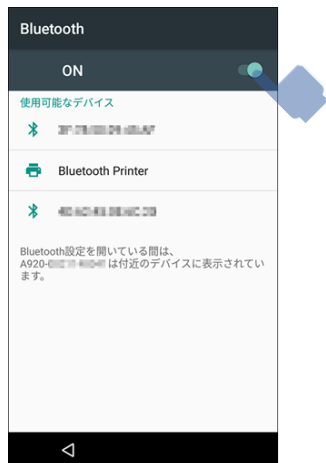 Bluetooth
ON
使用可能なデバイス
Bluetooth Printer
Bluetooth設定を開いている間は、
A920- は付近のデバイスに表示されてい
ます。